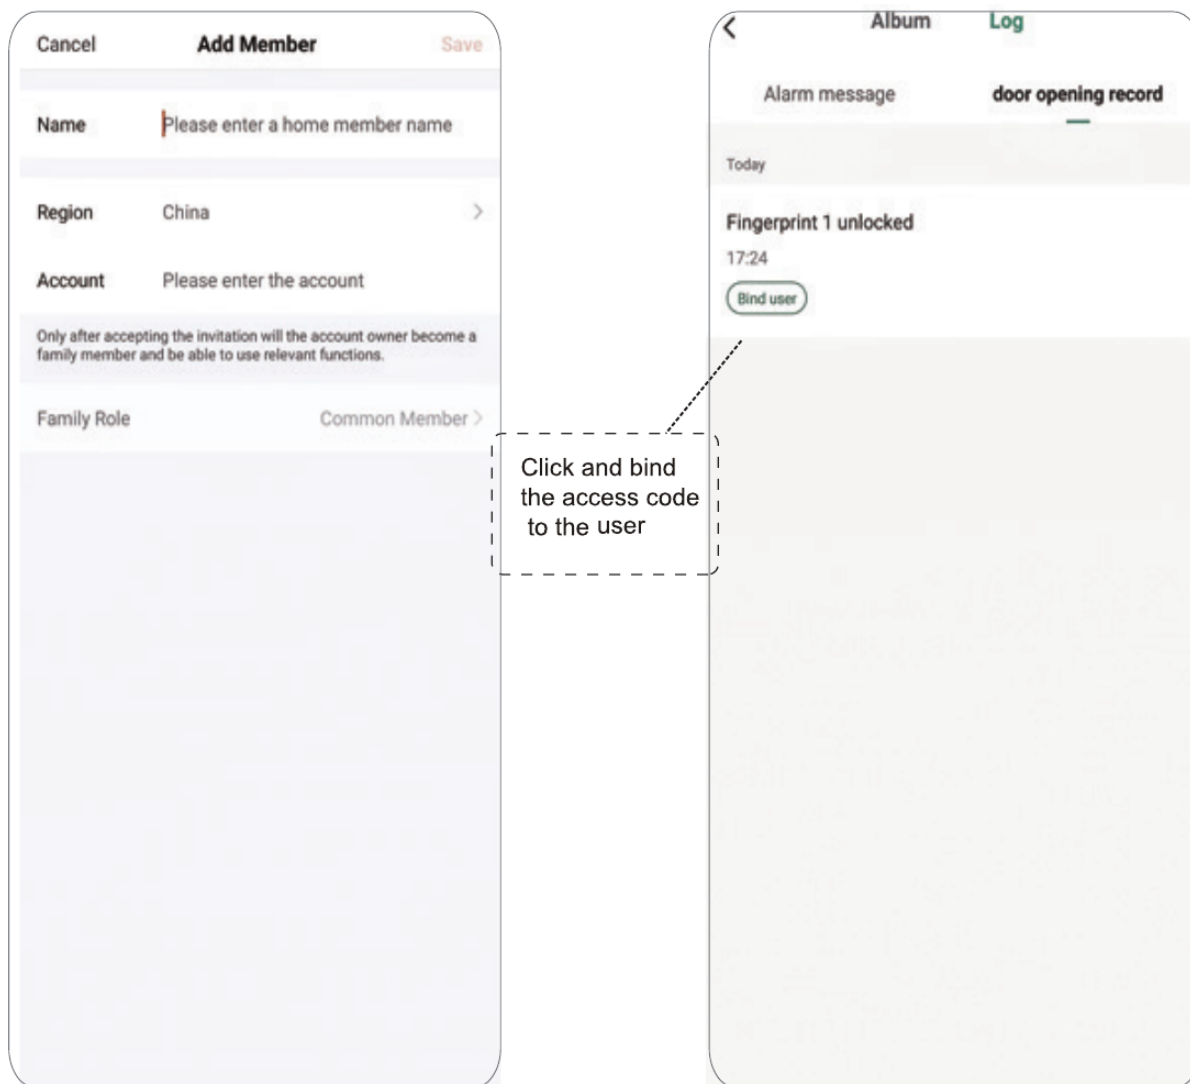 Cancel Add Member Save
Name Please enter a home member name
Region China
Account Please enter the account
Only after accepting the invitation will the account owner become a
family member and be able to use relevant functions.
Family Role Common Member
Click and bind
the access code
to the user
Album Log
Alarm message door opening record
Today
Fingerprint 1 unlocked
17:24
Bind user